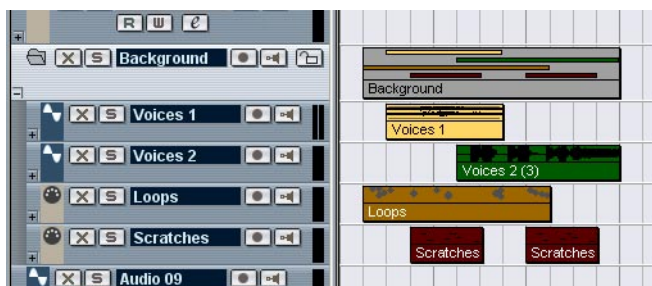 R W e
X S Background
Background
X S Voices 1
Voices 1
X S Voices 2
Voices 2 (3)
X S Loops
Loops
X S Scratches
Scratches Scratches
X S Audio 09